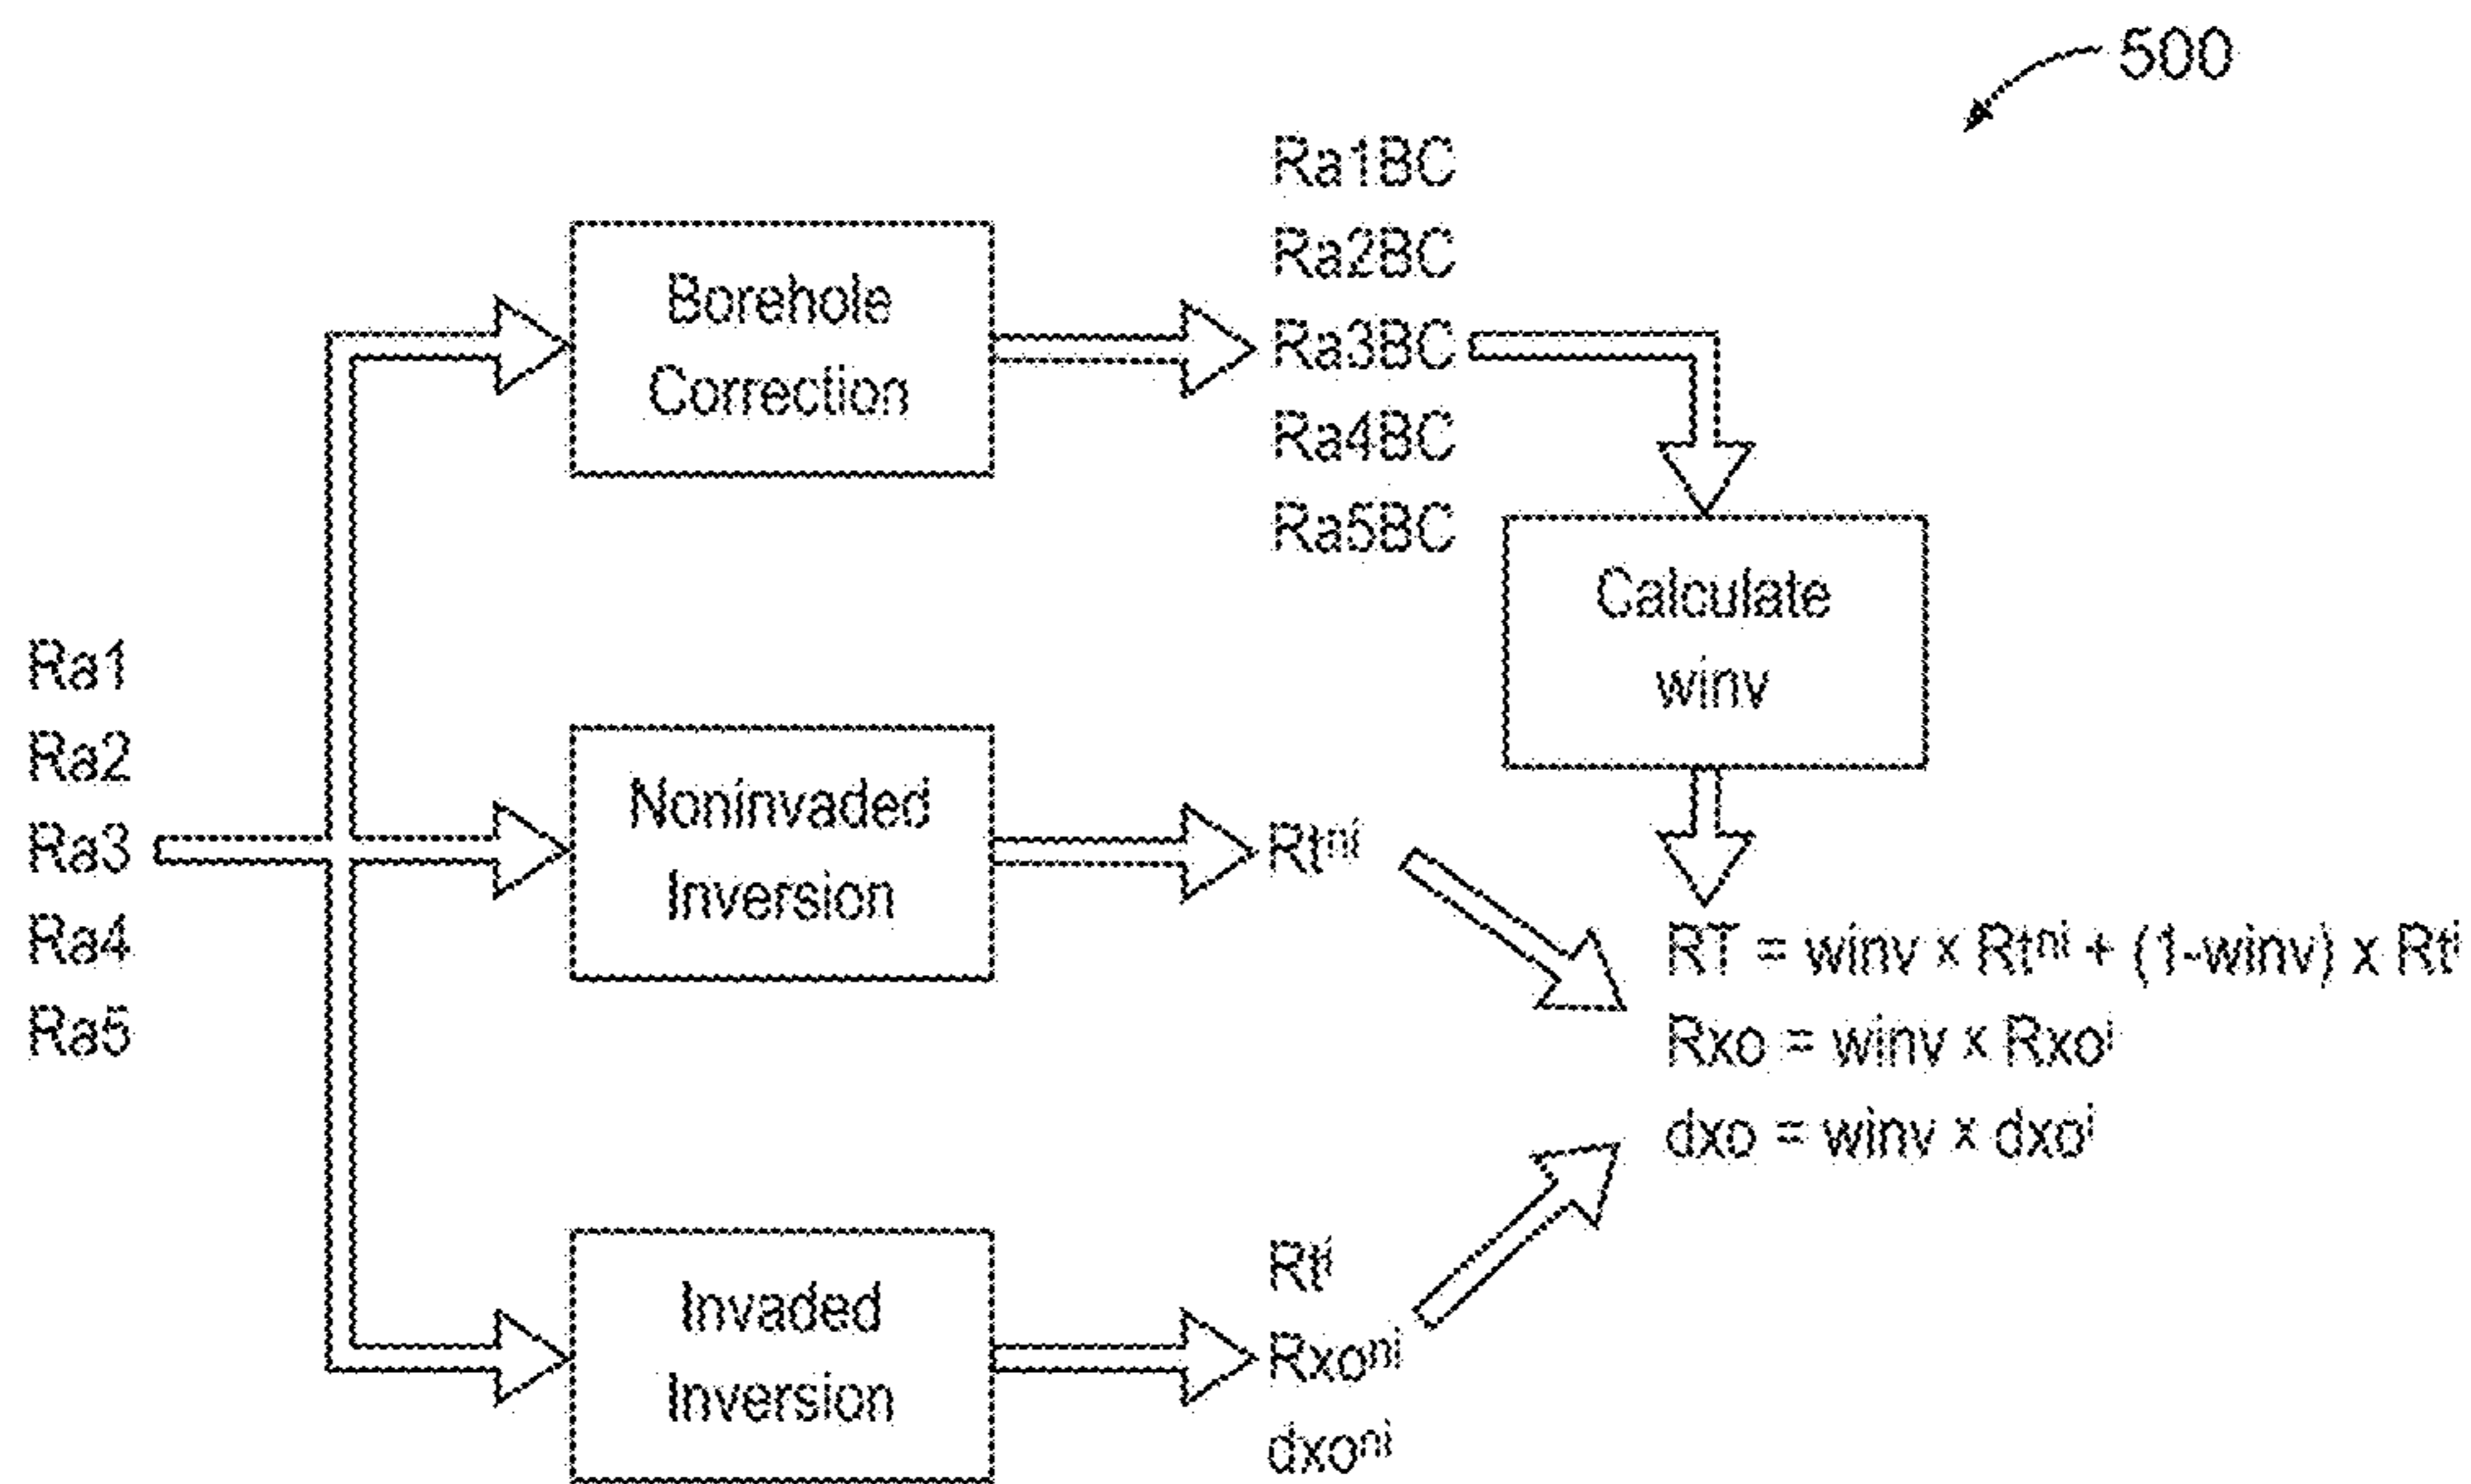 500
Ra1
Ra2
Ra3
Ra4
Ra5
Borehole
Correction
Ra1BC
Ra2BC
Ra3BC
Ra4BC
Ra5BC
Calculate
winv
Noninvaded
Inversion
Rtⁿⁱ
RT = winv x Rtⁿⁱ + (1-winv) x Rtⁱ
Rxo = winv x Rxoⁱ
dxo = winv x dxoⁱ
Invaded
Inversion
Rtⁱ
Rxoⁿⁱ
dxoⁿⁱ